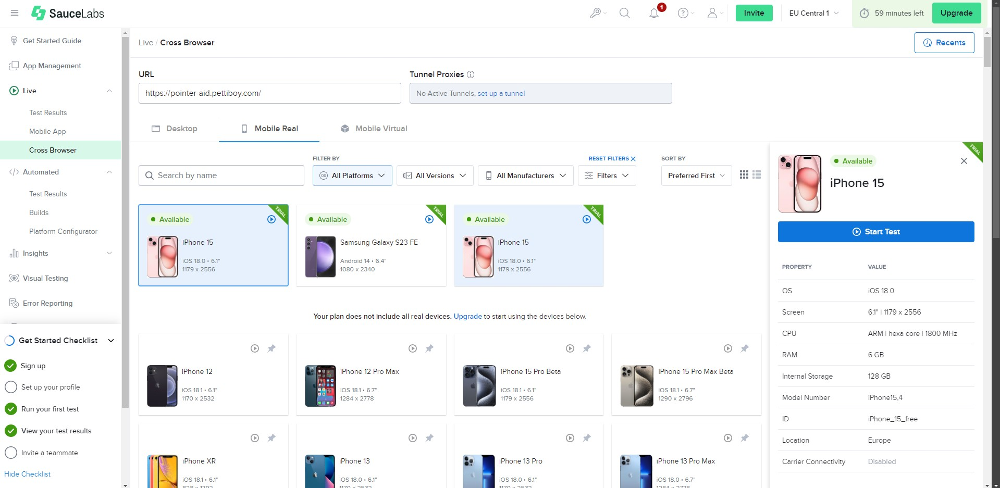 SauceLabs
1
Invite
EU Central 1
59 minutes left
Upgrade
Get Started Guide
App Management
Live
Test Results
Mobile App
Cross Browser
Automated
Test Results
Builds
Platform Configurator
Insights
Visual Testing
Error Reporting
Get Started Checklist
Sign up
Set up your profile
Run your first test
View your test results
Invite a teammate
Hide Checklist
Live / Cross Browser
Recents
URL
Tunnel Proxies
https://pointer-aid.pettiboy.com/
No Active Tunnels, set up a tunnel
Desktop
Mobile Real
Mobile Virtual
FILTER BY
RESET FILTERS
SORT BY
Search by name
OS
All Platforms
All Versions
All Manufacturers
Filters
Preferred First
TRIAL
Available
iPhone 15
iOS 18.0 • 6.1"
1179 x 2556
TRIAL
Available
Samsung Galaxy S23 FE
Android 14 • 6.4"
1080 x 2340
TRIAL
Available
iPhone 15
iOS 18.0 • 6.1"
1179 x 2556
Your plan does not include all real devices. Upgrade to start using the devices below.
iPhone 12
iOS 18.1 • 6.1"
1170 x 2532
iPhone 12 Pro Max
iOS 18.1 • 6.7"
1284 x 2778
iPhone 15 Pro Beta
iOS 18.1 • 6.1"
1179 x 2556
iPhone 15 Pro Max Beta
iOS 18.1 • 6.7"
1290 x 2796
iPhone XR
iOS 18.1 • 6.1"
828 x 1792
iPhone 13
iOS 18.0 • 6.1"
1170 x 2532
iPhone 13 Pro
iOS 18.0 • 6.1"
1170 x 2532
iPhone 13 Pro Max
iOS 18.0 • 6.7"
1284 x 2778
TRIAL
Available
iPhone 15
Start Test
PROPERTY VALUE
OS iOS 18.0
Screen 6.1" | 1179 x 2556
CPU ARM | hexa core | 1800 MHz
RAM 6 GB
Internal Storage 128 GB
Model Number iPhone15,4
ID iPhone_15_free
Location Europe
Carrier Connectivity Disabled